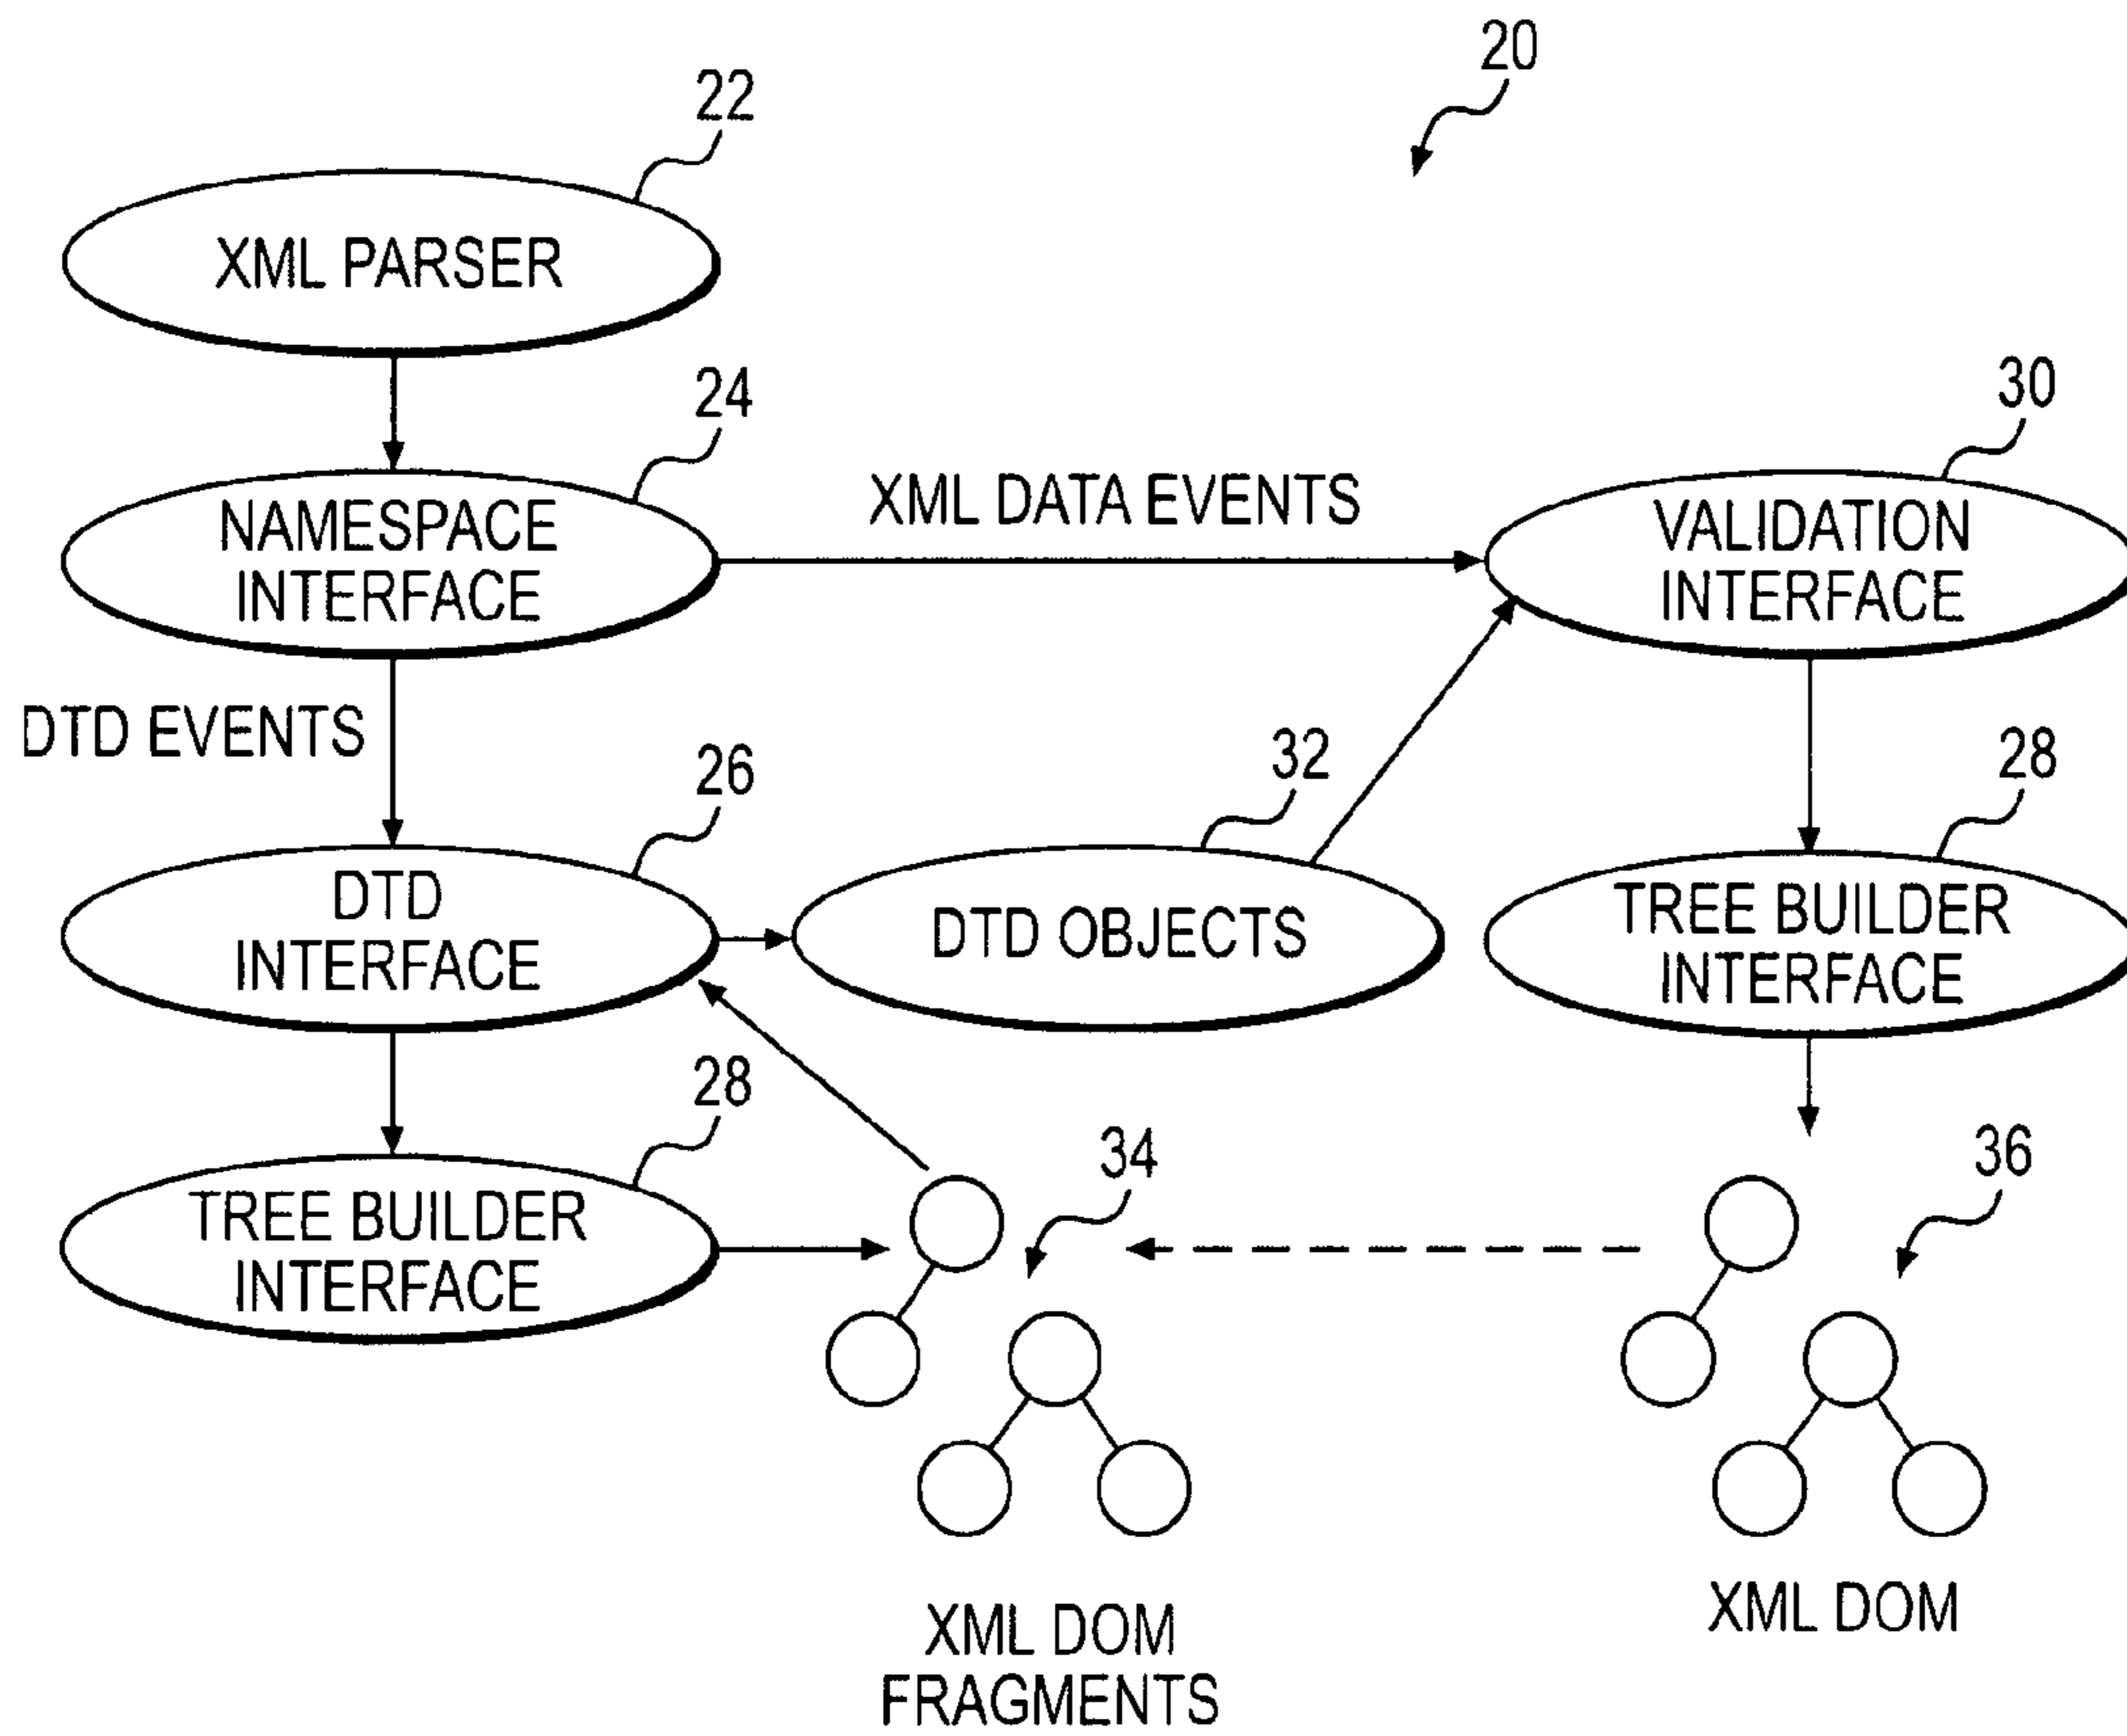 20
22
XML PARSER
24
NAMESPACE
INTERFACE
XML DATA EVENTS
30
VALIDATION
INTERFACE
DTD EVENTS
26
DTD
INTERFACE
32
DTD OBJECTS
28
TREE BUILDER
INTERFACE
28
TREE BUILDER
INTERFACE
34
36
XML DOM
FRAGMENTS
XML DOM